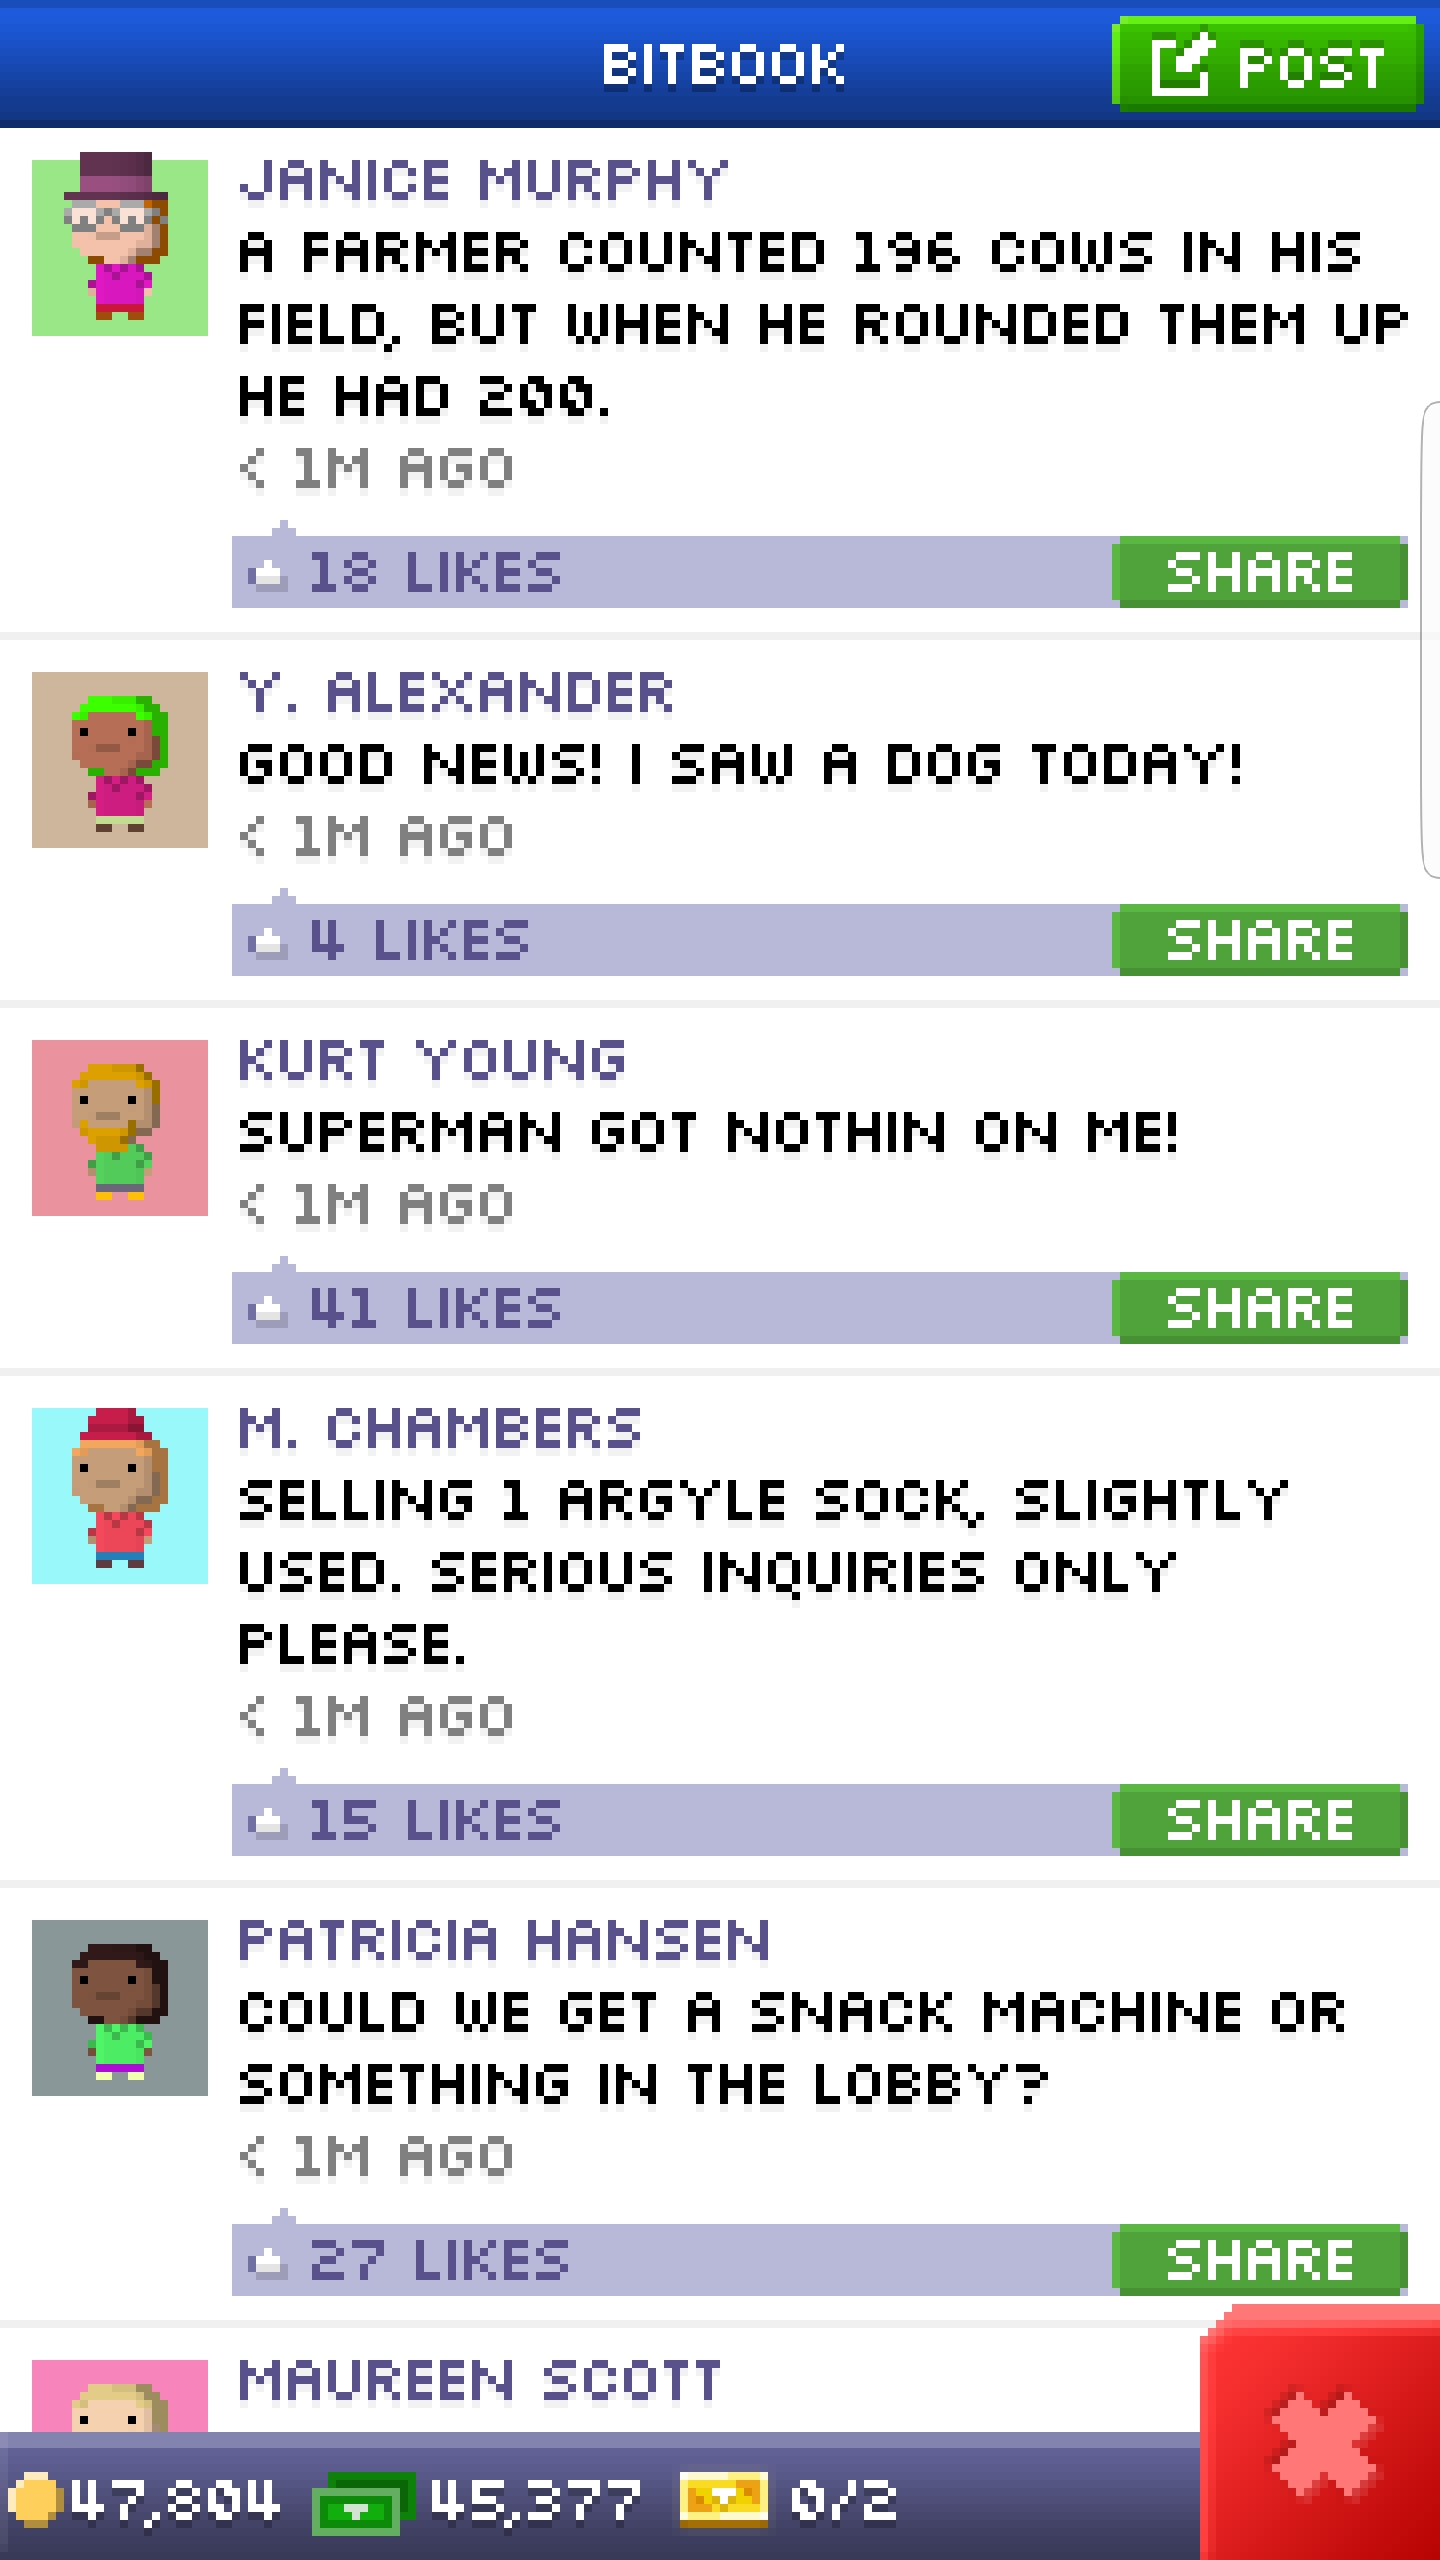 BITBOOK
POST
JANICE MURPHY
A FARMER COUNTED 196 COWS IN HIS
FIELD, BUT WHEN HE ROUNDED THEM UP
HE HAD 200.
< 1M AGO
18 LIKES
SHARE
Y. ALEXANDER
GOOD NEWS! I SAW A DOG TODAY!
< 1M AGO
4 LIKES
SHARE
KURT YOUNG
SUPERMAN GOT NOTHIN ON ME!
< 1M AGO
41 LIKES
SHARE
M. CHAMBERS
SELLING 1 ARGYLE SOCK, SLIGHTLY
USED. SERIOUS INQUIRIES ONLY
PLEASE.
< 1M AGO
15 LIKES
SHARE
PATRICIA HANSEN
COULD WE GET A SNACK MACHINE OR
SOMETHING IN THE LOBBY?
< 1M AGO
27 LIKES
SHARE
MAUREEN SCOTT
47,804
45,377
0/2